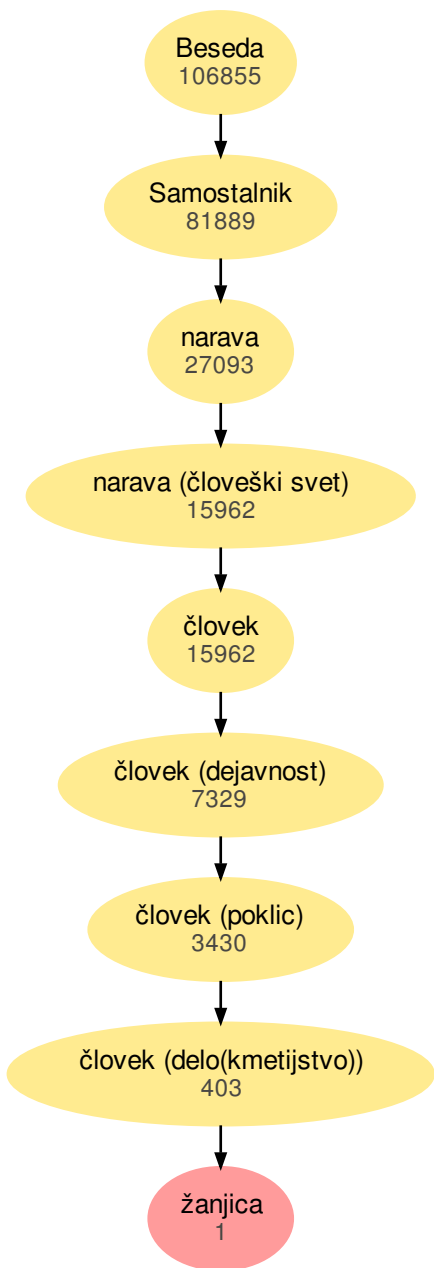 Beseda
106855
Samostalnik
81889
narava
27093
narava (človeški svet)
15962
človek
15962
človek (dejavnost)
7329
človek (poklic)
3430
človek (delo(kmetijstvo))
403
žanjica
1